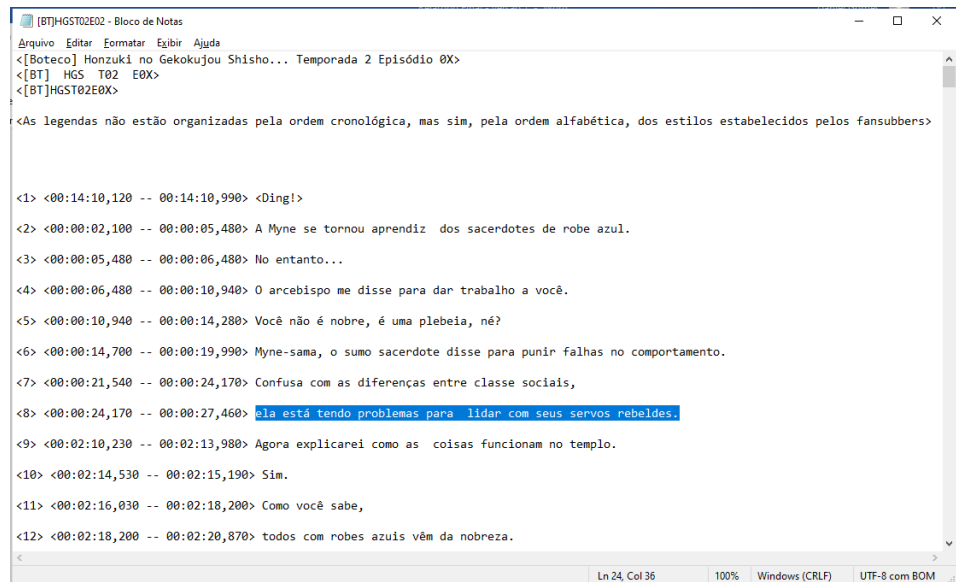 [BT]HGST02E02 - Bloco de Notas
Arquivo Editar Formatar Exibir Ajuda
<[Boteco] Honzuki no Gekokujou Shisho... Temporada 2 Episódio 0X>
<[BT]  HGS  T02  E0X>
<[BT]HGST02E0X>
<As legendas não estão organizadas pela ordem cronológica, mas sim, pela ordem alfabética, dos estilos estabelecidos pelos fansubbers>
<1> <00:14:10,120 -- 00:14:10,990> <Ding!>
<2> <00:00:02,100 -- 00:00:05,480> A Myne se tornou aprendiz  dos sacerdotes de robe azul.
<3> <00:00:05,480 -- 00:00:06,480> No entanto...
<4> <00:00:06,480 -- 00:00:10,940> O arcebispo me disse para dar trabalho a você.
<5> <00:00:10,940 -- 00:00:14,280> Você não é nobre, é uma plebeia, né?
<6> <00:00:14,700 -- 00:00:19,990> Myne-sama, o sumo sacerdote disse para punir falhas no comportamento.
<7> <00:00:21,540 -- 00:00:24,170> Confusa com as diferenças entre classe sociais,
<8> <00:00:24,170 -- 00:00:27,460> ela está tendo problemas para  lidar com seus servos rebeldes.
<9> <00:02:10,230 -- 00:02:13,980> Agora explicarei como as  coisas funcionam no templo.
<10> <00:02:14,530 -- 00:02:15,190> Sim.
<11> <00:02:16,030 -- 00:02:18,200> Como você sabe,
<12> <00:02:18,200 -- 00:02:20,870> todos com robes azuis vêm da nobreza.
Ln 24, Col 36 100% Windows (CRLF) UTF-8 com BOM